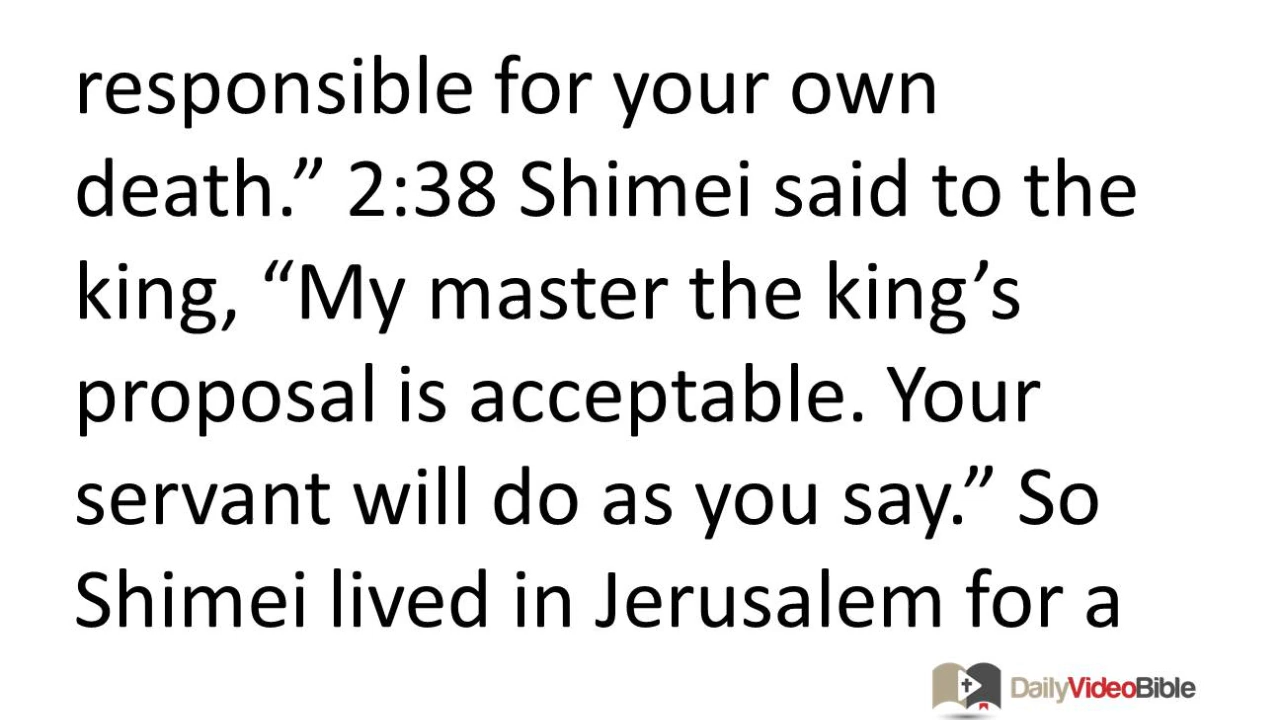 responsible for your own
death.” 2:38 Shimei said to the
king, “My master the king’s
proposal is acceptable. Your
servant will do as you say.” So
Shimei lived in Jerusalem for a
DailyVideoBible